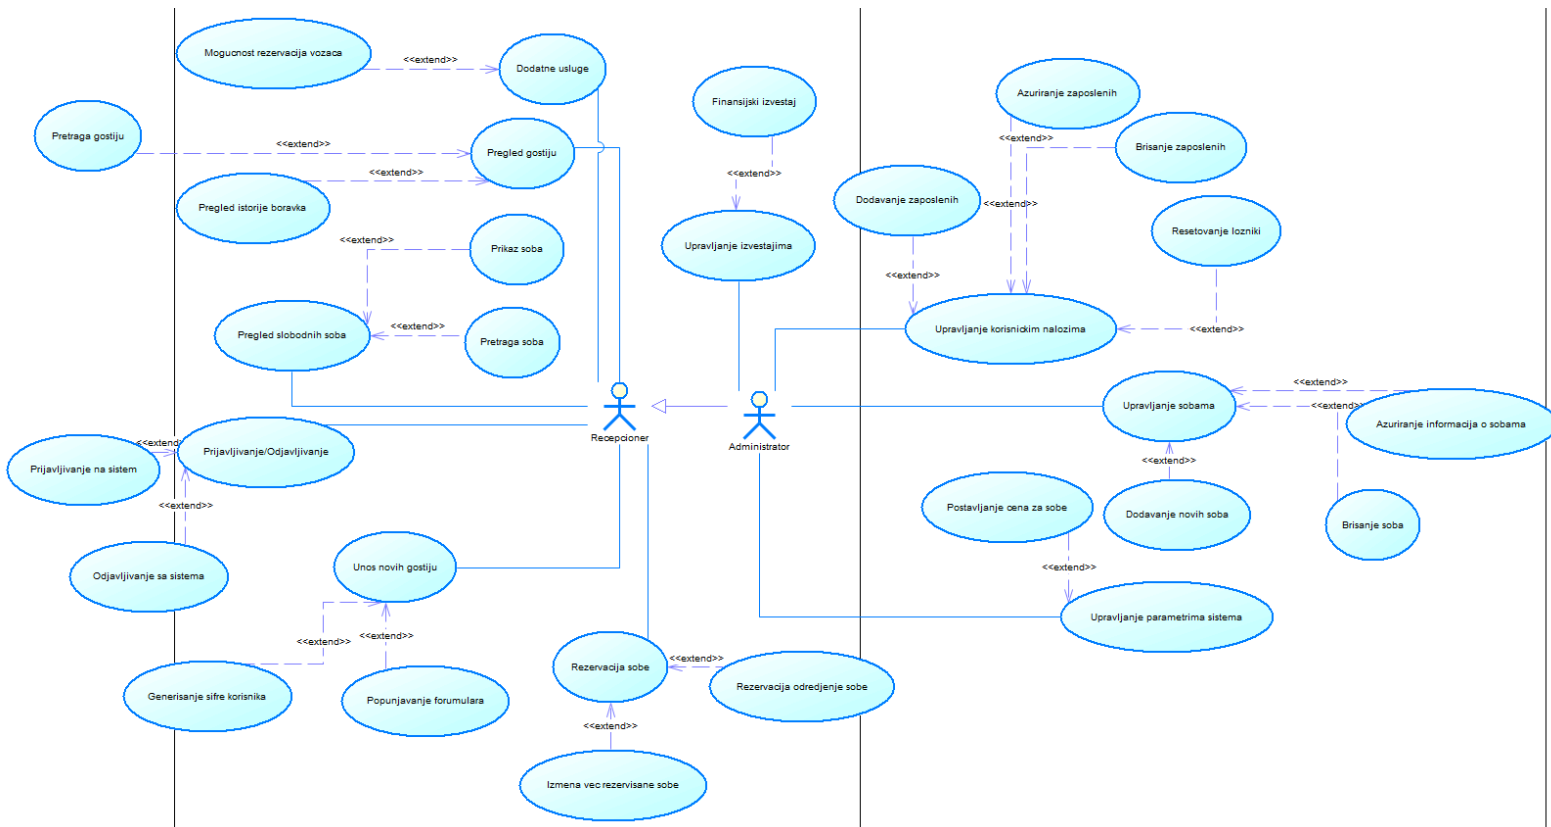 Mogucnost rezervacija vozaca
<<extend>>
Dodatne usluge
Finansijski izvestaj
Azuriranje zaposlenih
Pretraga gostiju
<<extend>>
Pregled gostiju
<<extend>>
Brisanje zaposlenih
<<extend>>
<<extend>>
Pregled istorije boravka
Dodavanje zaposlenih
<<extend>>
Resetovanje lozniki
<<extend>>
Prikaz soba
Upravljanje izvestajima
<<extend>>
Pregled slobodnih soba
<<extend>>
Pretraga soba
Upravljanje korisnickim nalozima
<<extend>>
Recepcioner
Administrator
Upravljanje sobama
<<extend>>
<<extend>>
Azuriranje informacija o sobama
<<extend>>
Prijavljivanje na sistem
Prijavljivanje/Odjavljivanje
<<extend>>
<<extend>>
Postavljanje cena za sobe
Dodavanje novih soba
Brisanje soba
Odjavljivanje sa sistema
Unos novih gostiju
<<extend>>
Upravljanje parametrima sistema
<<extend>>
<<extend>>
Rezervacija sobe
<<extend>>
Rezervacija odredjene sobe
Generisanje sifre korisnika
Popunjavanje forumulara
<<extend>>
Izmena vec rezervisane sobe